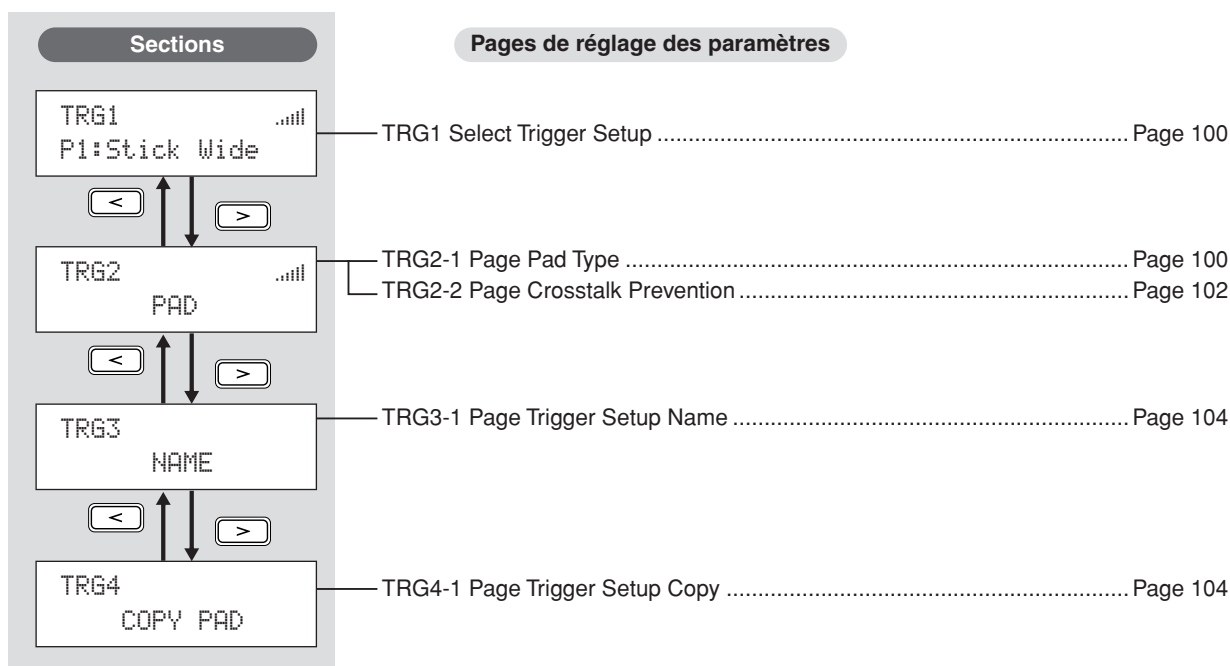 Sections
Pages de réglage des paramètres
TRG1
P1:Stick Wide
TRG1 Select Trigger Setup ........................................................................................ Page 100
< >
TRG2
PAD
TRG2-1 Page Pad Type ............................................................................................. Page 100
TRG2-2 Page Crosstalk Prevention .......................................................................... Page 102
< >
TRG3
NAME
TRG3-1 Page Trigger Setup Name ........................................................................... Page 104
< >
TRG4
COPY PAD
TRG4-1 Page Trigger Setup Copy ............................................................................ Page 104